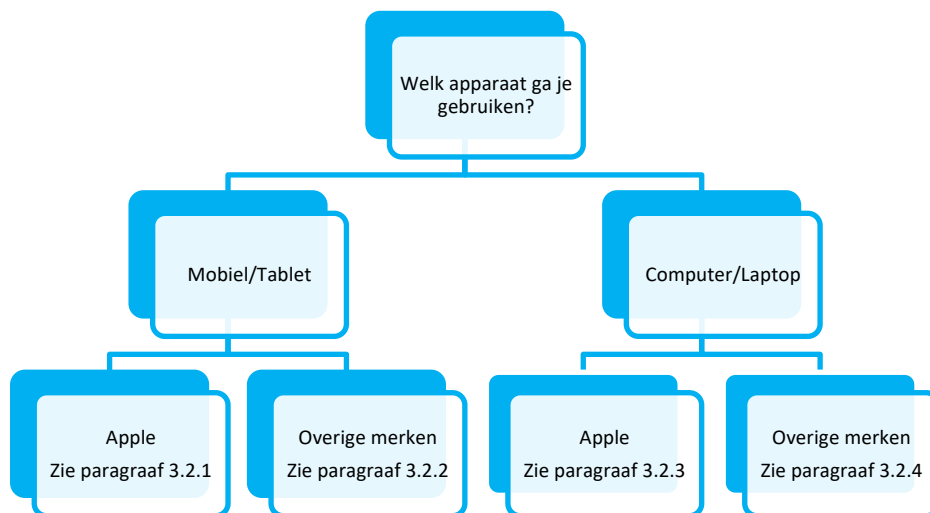 Welk apparaat ga je
gebruiken?
Mobiel/Tablet
Computer/Laptop
Apple
Zie paragraaf 3.2.1
Overige merken
Zie paragraaf 3.2.2
Apple
Zie paragraaf 3.2.3
Overige merken
Zie paragraaf 3.2.4